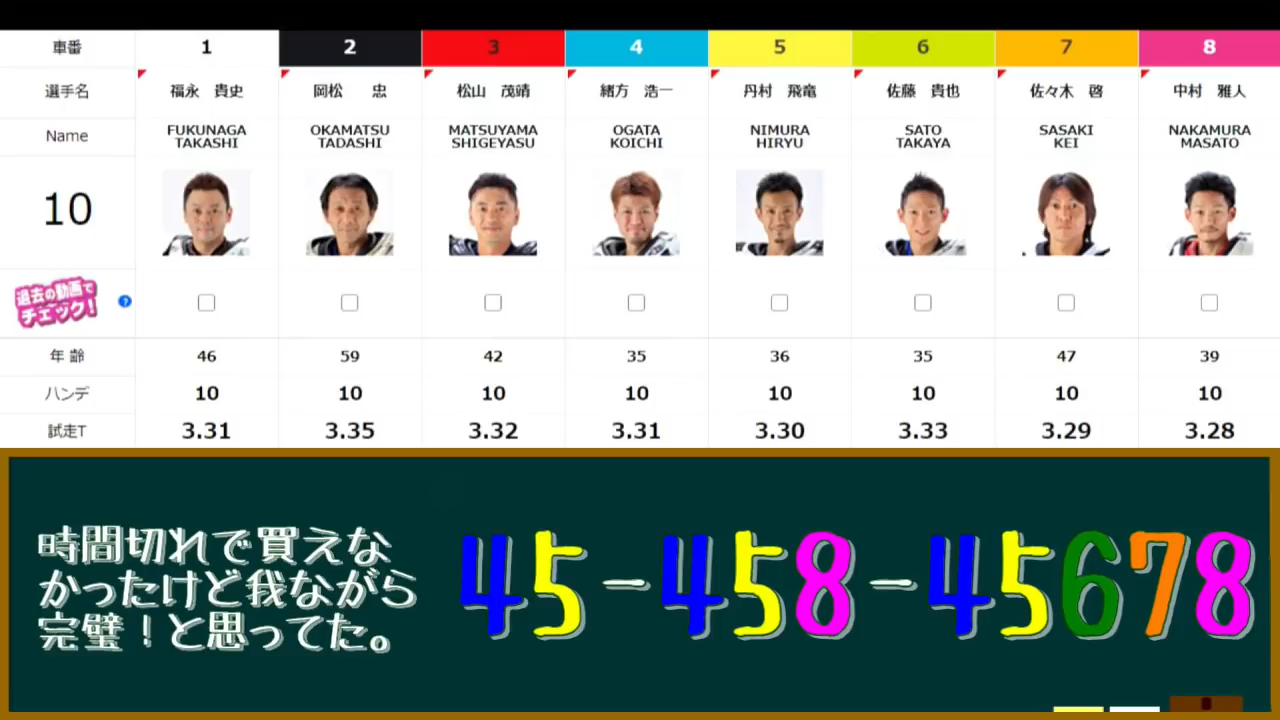 車番 1 2 3 4 5 6 7 8
選手名 福永 貴史 岡松 忠 松山 茂靖 緒方 浩一 丹村 飛竜 佐藤 貴也 佐々木 啓 中村 雅人
Name FUKUNAGA TAKASHI OKAMATSU TADASHI MATSUYAMA SHIGEYASU OGATA KOICHI NIMURA HIRYU SATO TAKAYA SASAKI KEI NAKAMURA MASATO
10
過去の動画で
チェック!
?
年齢 46 59 42 35 36 35 47 39
ハンデ 10 10 10 10 10 10 10 10
試走T 3.31 3.35 3.32 3.31 3.30 3.33 3.29 3.28
時間切れで買えな
かったけど我ながら
完璧！と思ってた。
45-458-45678